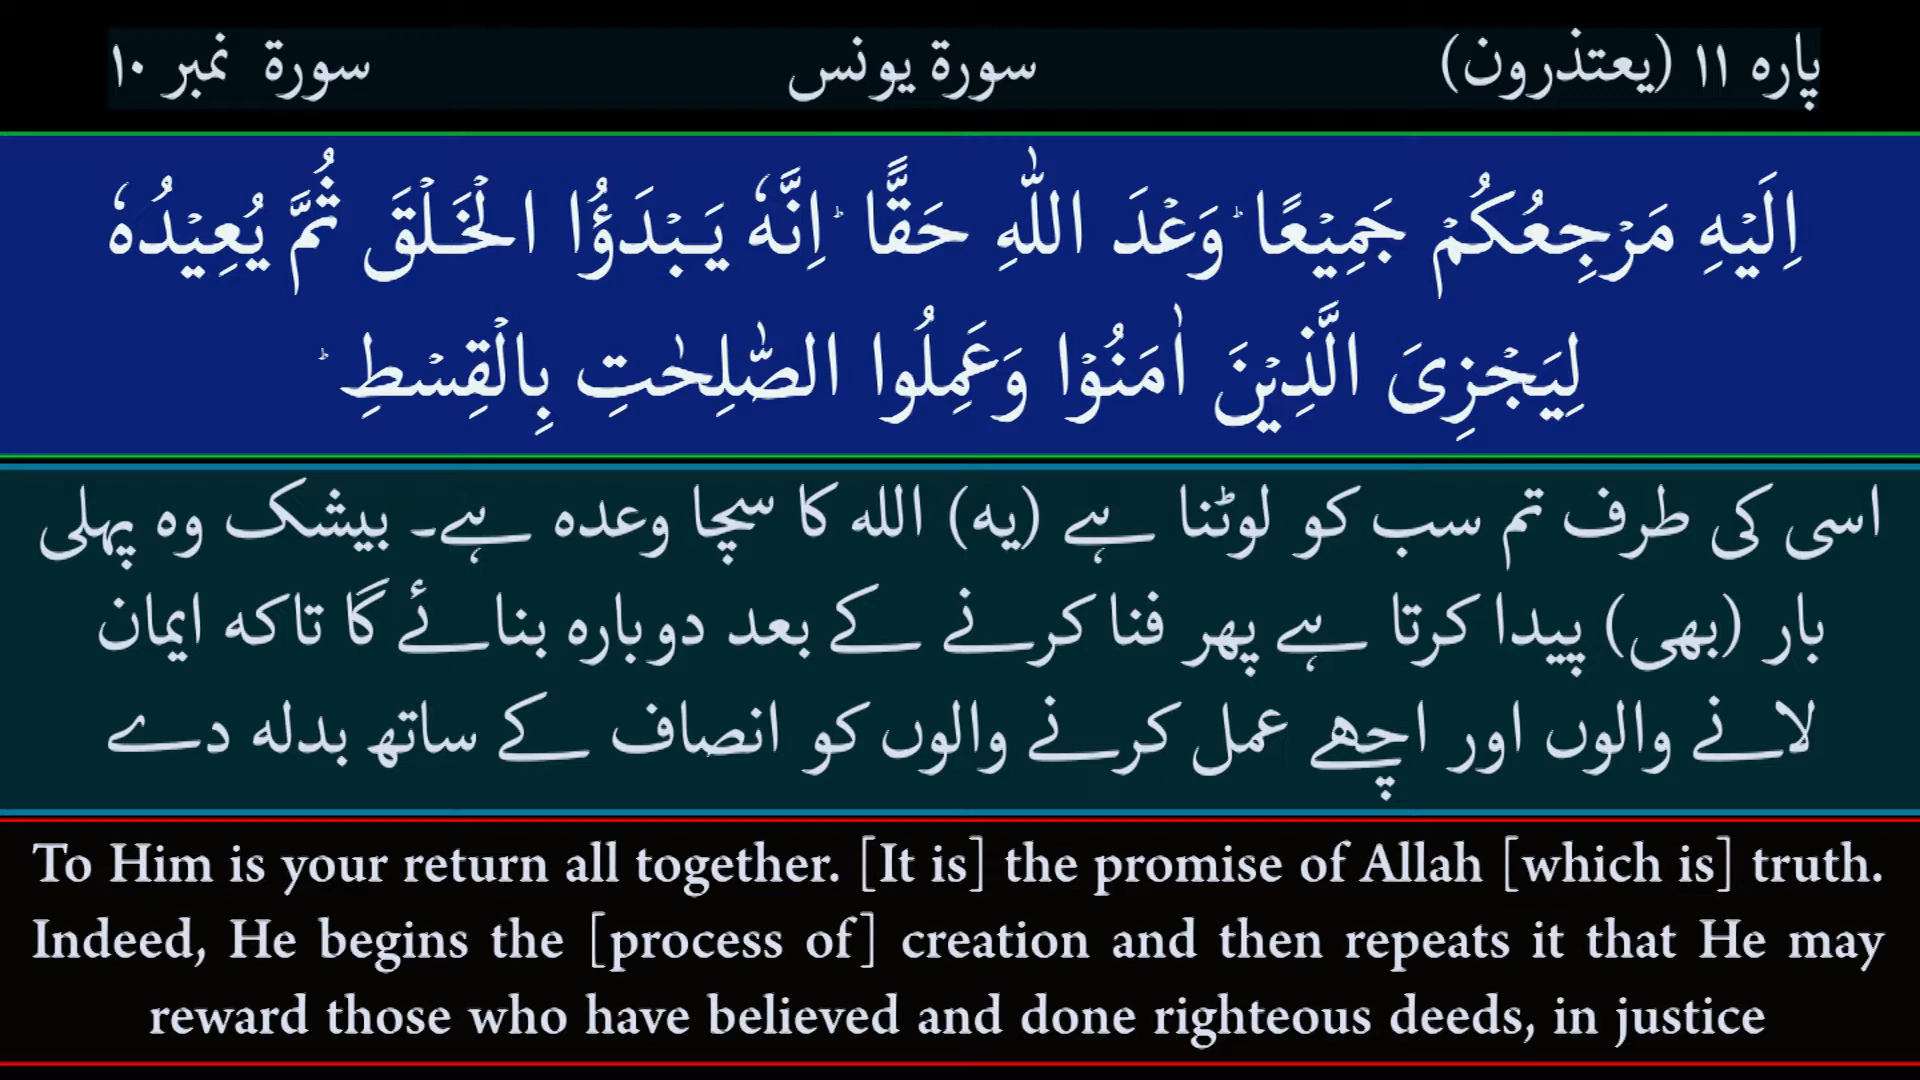 پارہ ۱۱ (یعتذرون) سورۃ یونس سورۃ نمبر ۱۰
اِلَیْهِ مَرْجِعُكُمْ جَمِیْعًا ؕ وَعْدَ اللّٰهِ حَقًّا ؕ اِنَّهٗ یَبْدَؤُا الْخَلْقَ ثُمَّ یُعِیْدُهٗ
لِیَجْزِیَ الَّذِیْنَ اٰمَنُوْا وَعَمِلُوا الصّٰلِحٰتِ بِالْقِسْطِ ؕ
اسی کی طرف تم سب کو لوٹنا ہے (یہ) اللہ کا سچا وعدہ ہے۔ بیشک وہ پہلی
بار (بھی) پیدا کرتا ہے پھر فنا کرنے کے بعد دوبارہ بنائے گا تاکہ ایمان
لانے والوں اور اچھے عمل کرنے والوں کو انصاف کے ساتھ بدلہ دے
To Him is your return all together. [It is] the promise of Allah [which is] truth.
Indeed, He begins the [process of] creation and then repeats it that He may
reward those who have believed and done righteous deeds, in justice